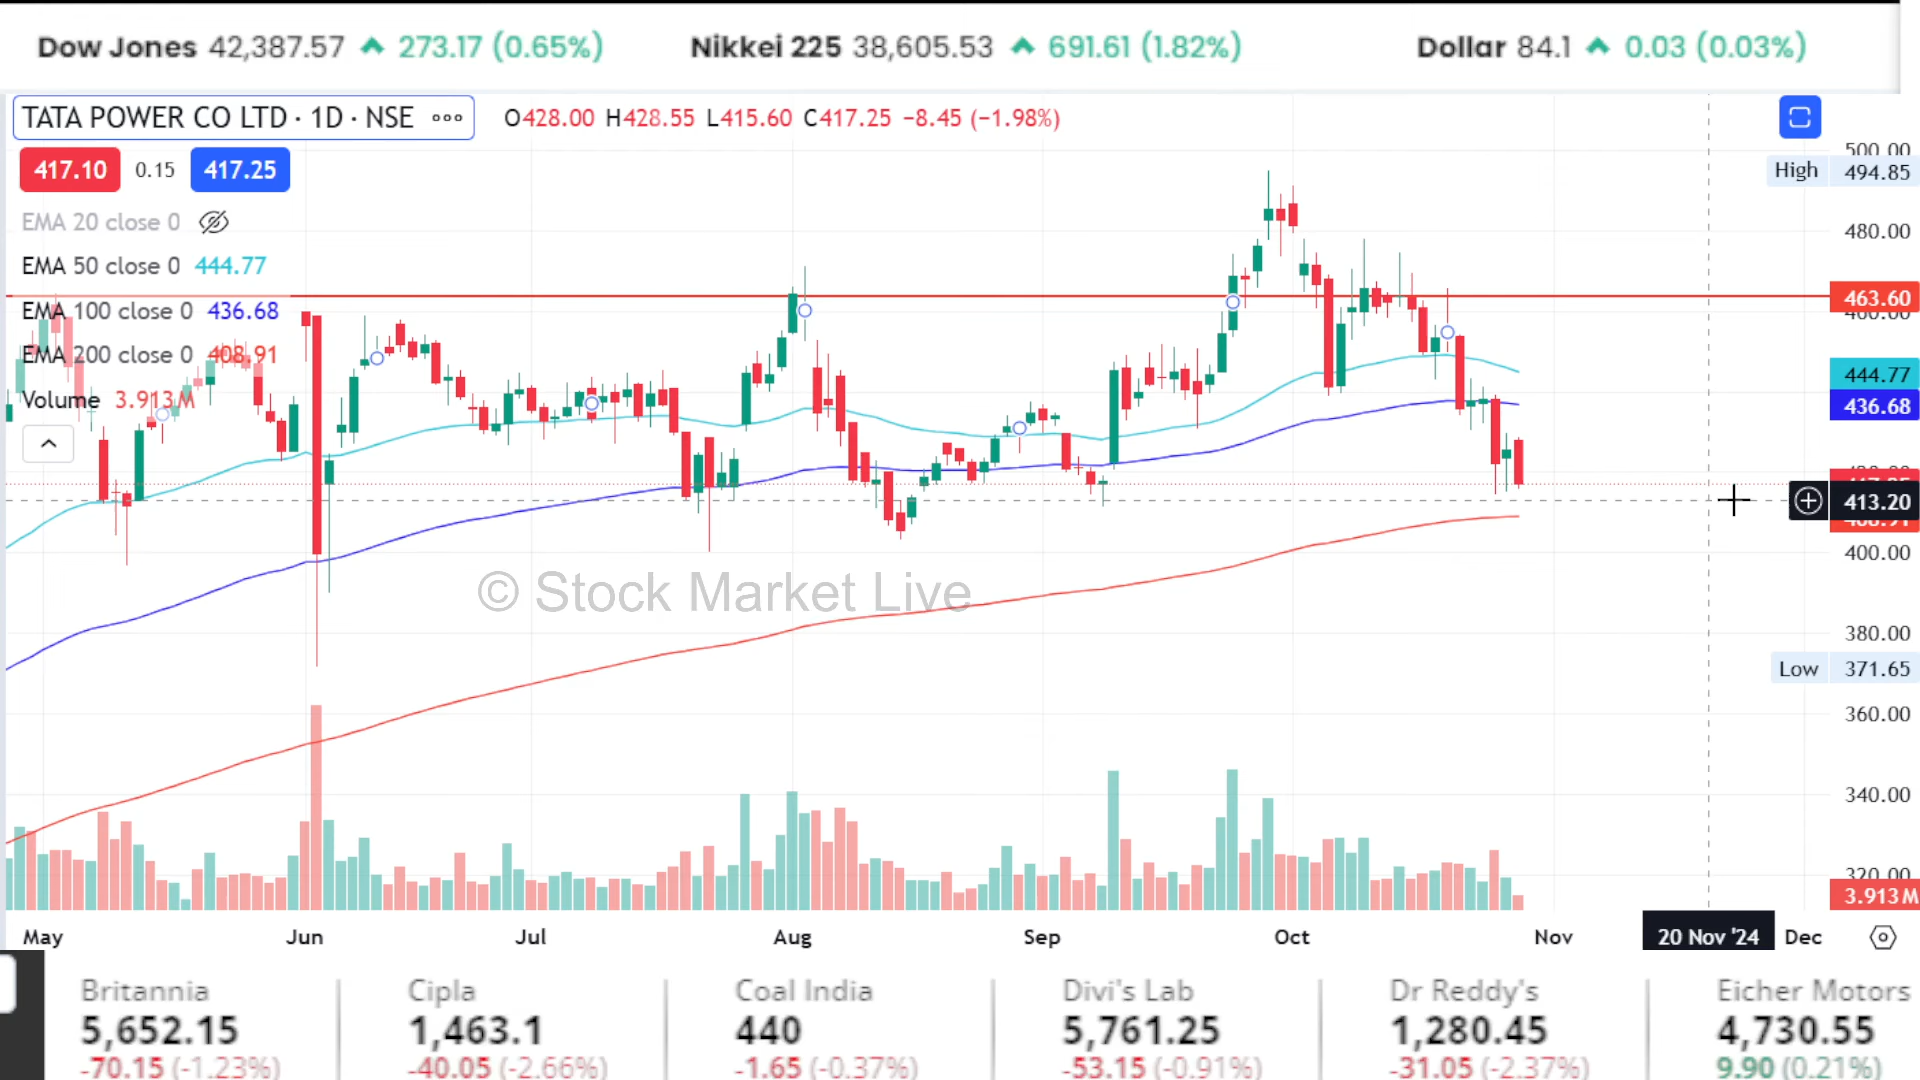 Dow Jones 42,387.57 273.17 (0.65%) Nikkei 225 38,605.53 691.61 (1.82%) Dollar 84.1 0.03 (0.03%)
TATA POWER CO LTD · 1D · NSE O428.00 H428.55 L415.60 C417.25 −8.45 (−1.98%)
417.10 0.15 417.25
EMA 20 close 0
EMA 50 close 0 444.77
EMA 100 close 0 436.68
EMA 200 close 0 408.91
Volume 3.913M
500.00
High 494.85
480.00
463.60
460.00
444.77
436.68
413.20
400.00
© Stock Market Live
380.00
Low 371.65
360.00
340.00
320.00
3.913M
May Jun Jul Aug Sep Oct Nov 20 Nov '24 Dec
Britannia Cipla Coal India Divi's Lab Dr Reddy's Eicher Motors
5,652.15 1,463.1 440 5,761.25 1,280.45 4,730.55
-70.15 (-1.23%) -40.05 (-2.66%) -1.65 (-0.37%) -53.15 (-0.91%) -31.05 (-2.37%) 9.90 (0.21%)